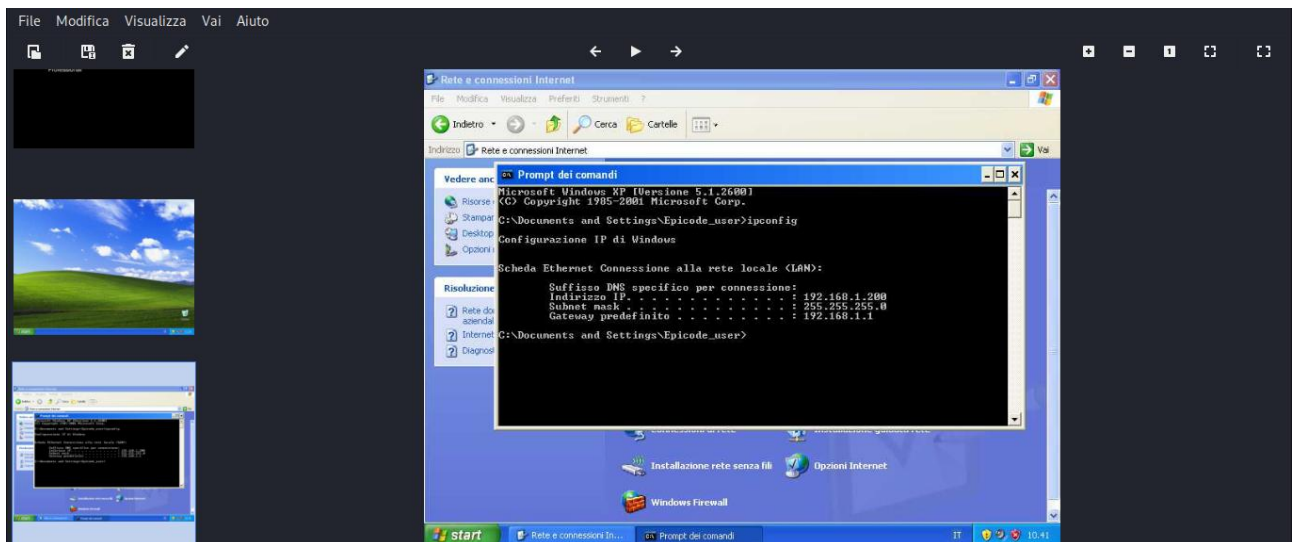 File Modifica Visualizza Vai Aiuto
Rete e connessioni Internet
File Modifica Visualizza Preferiti Strumenti ?
Indietro Cerca Cartelle
Indirizzo Rete e connessioni Internet Vai
Vedere anc
Risorse
Stampan
Desktop
Opzioni
Risoluzione
Rete do
aziendal
Internet
Diagnos
Prompt dei comandi
Microsoft Windows XP [Versione 5.1.2600]
(C) Copyright 1985-2001 Microsoft Corp.
C:\Documents and Settings\Epicode_user>ipconfig
Configurazione IP di Windows
Scheda Ethernet Connessione alla rete locale (LAN):
Suffisso DNS specifico per connessione:
Indirizzo IP. . . . . . . . . . . . . : 192.168.1.200
Subnet mask . . . . . . . . . . . . . : 255.255.255.0
Gateway predefinito . . . . . . . . . : 192.168.1.1
C:\Documents and Settings\Epicode_user>
Installazione rete senza fili
Opzioni Internet
Windows Firewall
start Rete e connessioni In... Prompt dei comandi IT 10.41